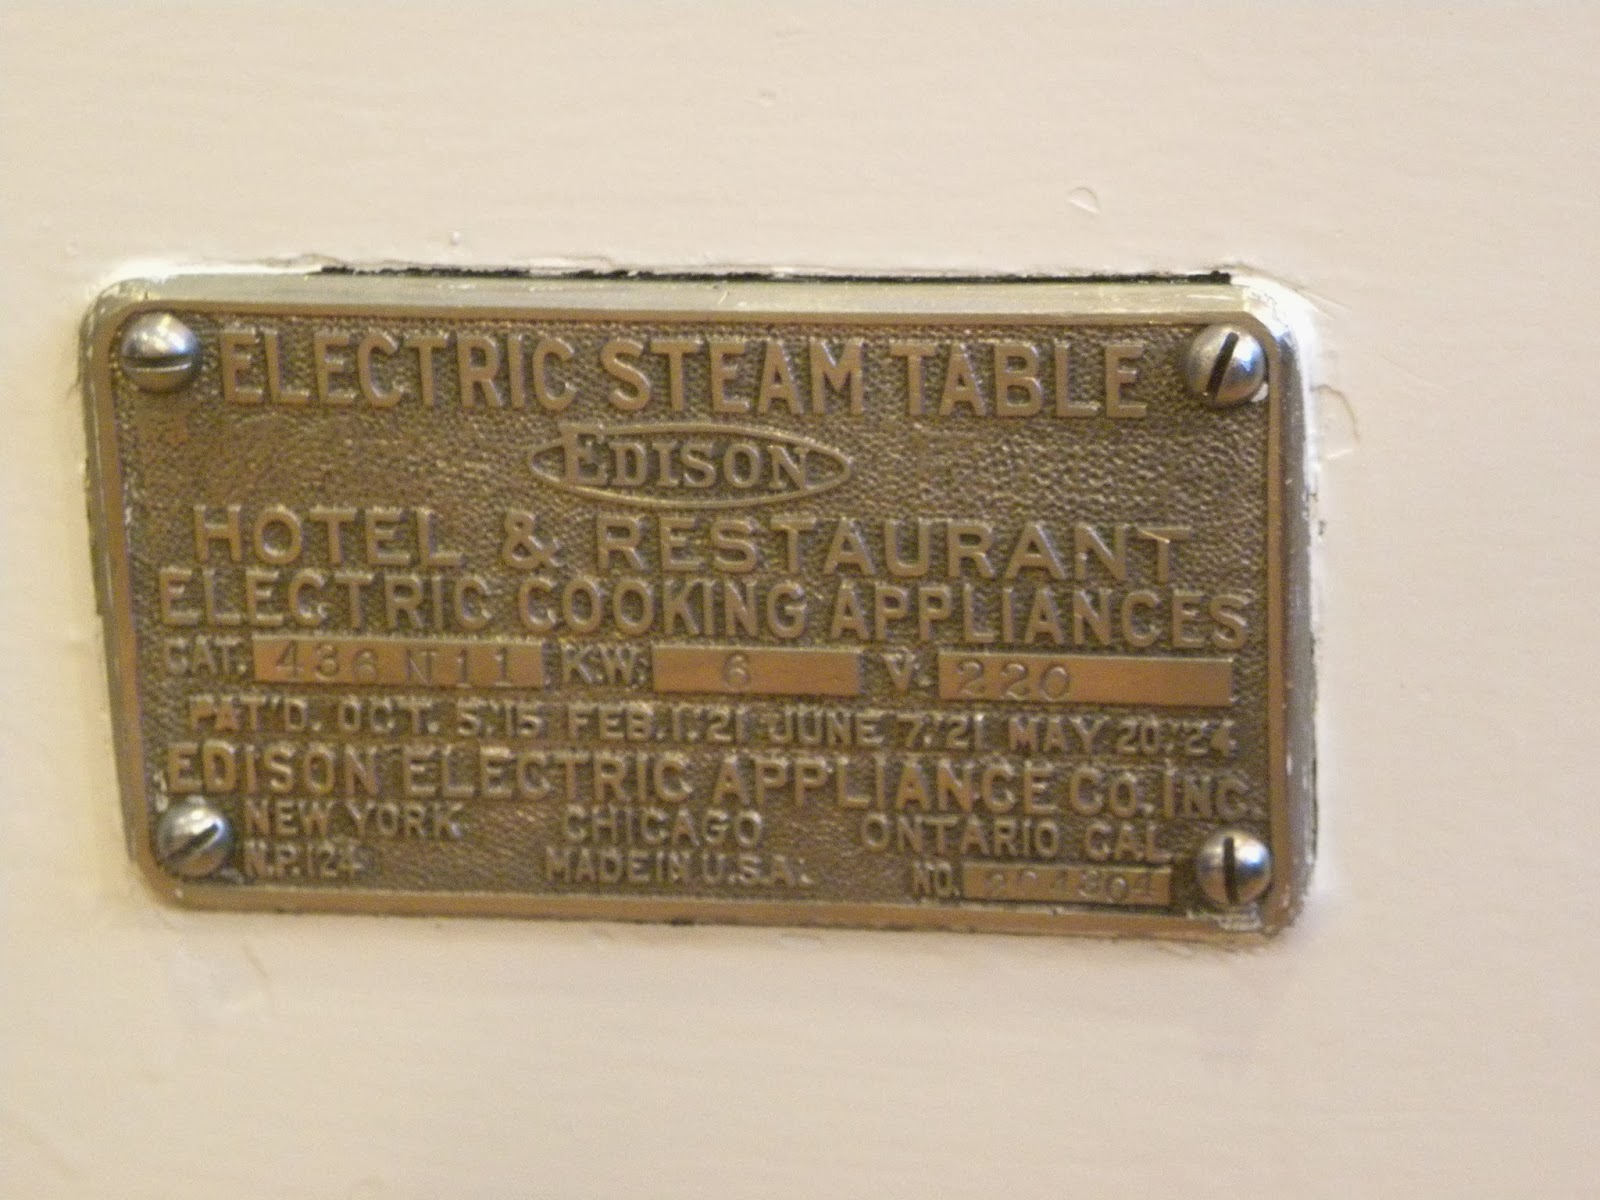 ELECTRIC STEAM TABLE
EDISON
HOTEL & RESTAURANT
ELECTRIC COOKING APPLIANCES
CAT. 436 N 11 K.W. 6 V. 220
PAT'D. OCT. 5.'15 FEB. 1.'21 JUNE 7.'21 MAY 20.'24
EDISON ELECTRIC APPLIANCE CO. INC.
NEW YORK CHICAGO ONTARIO CAL.
N.P. 124 MADE IN U.S.A. NO.